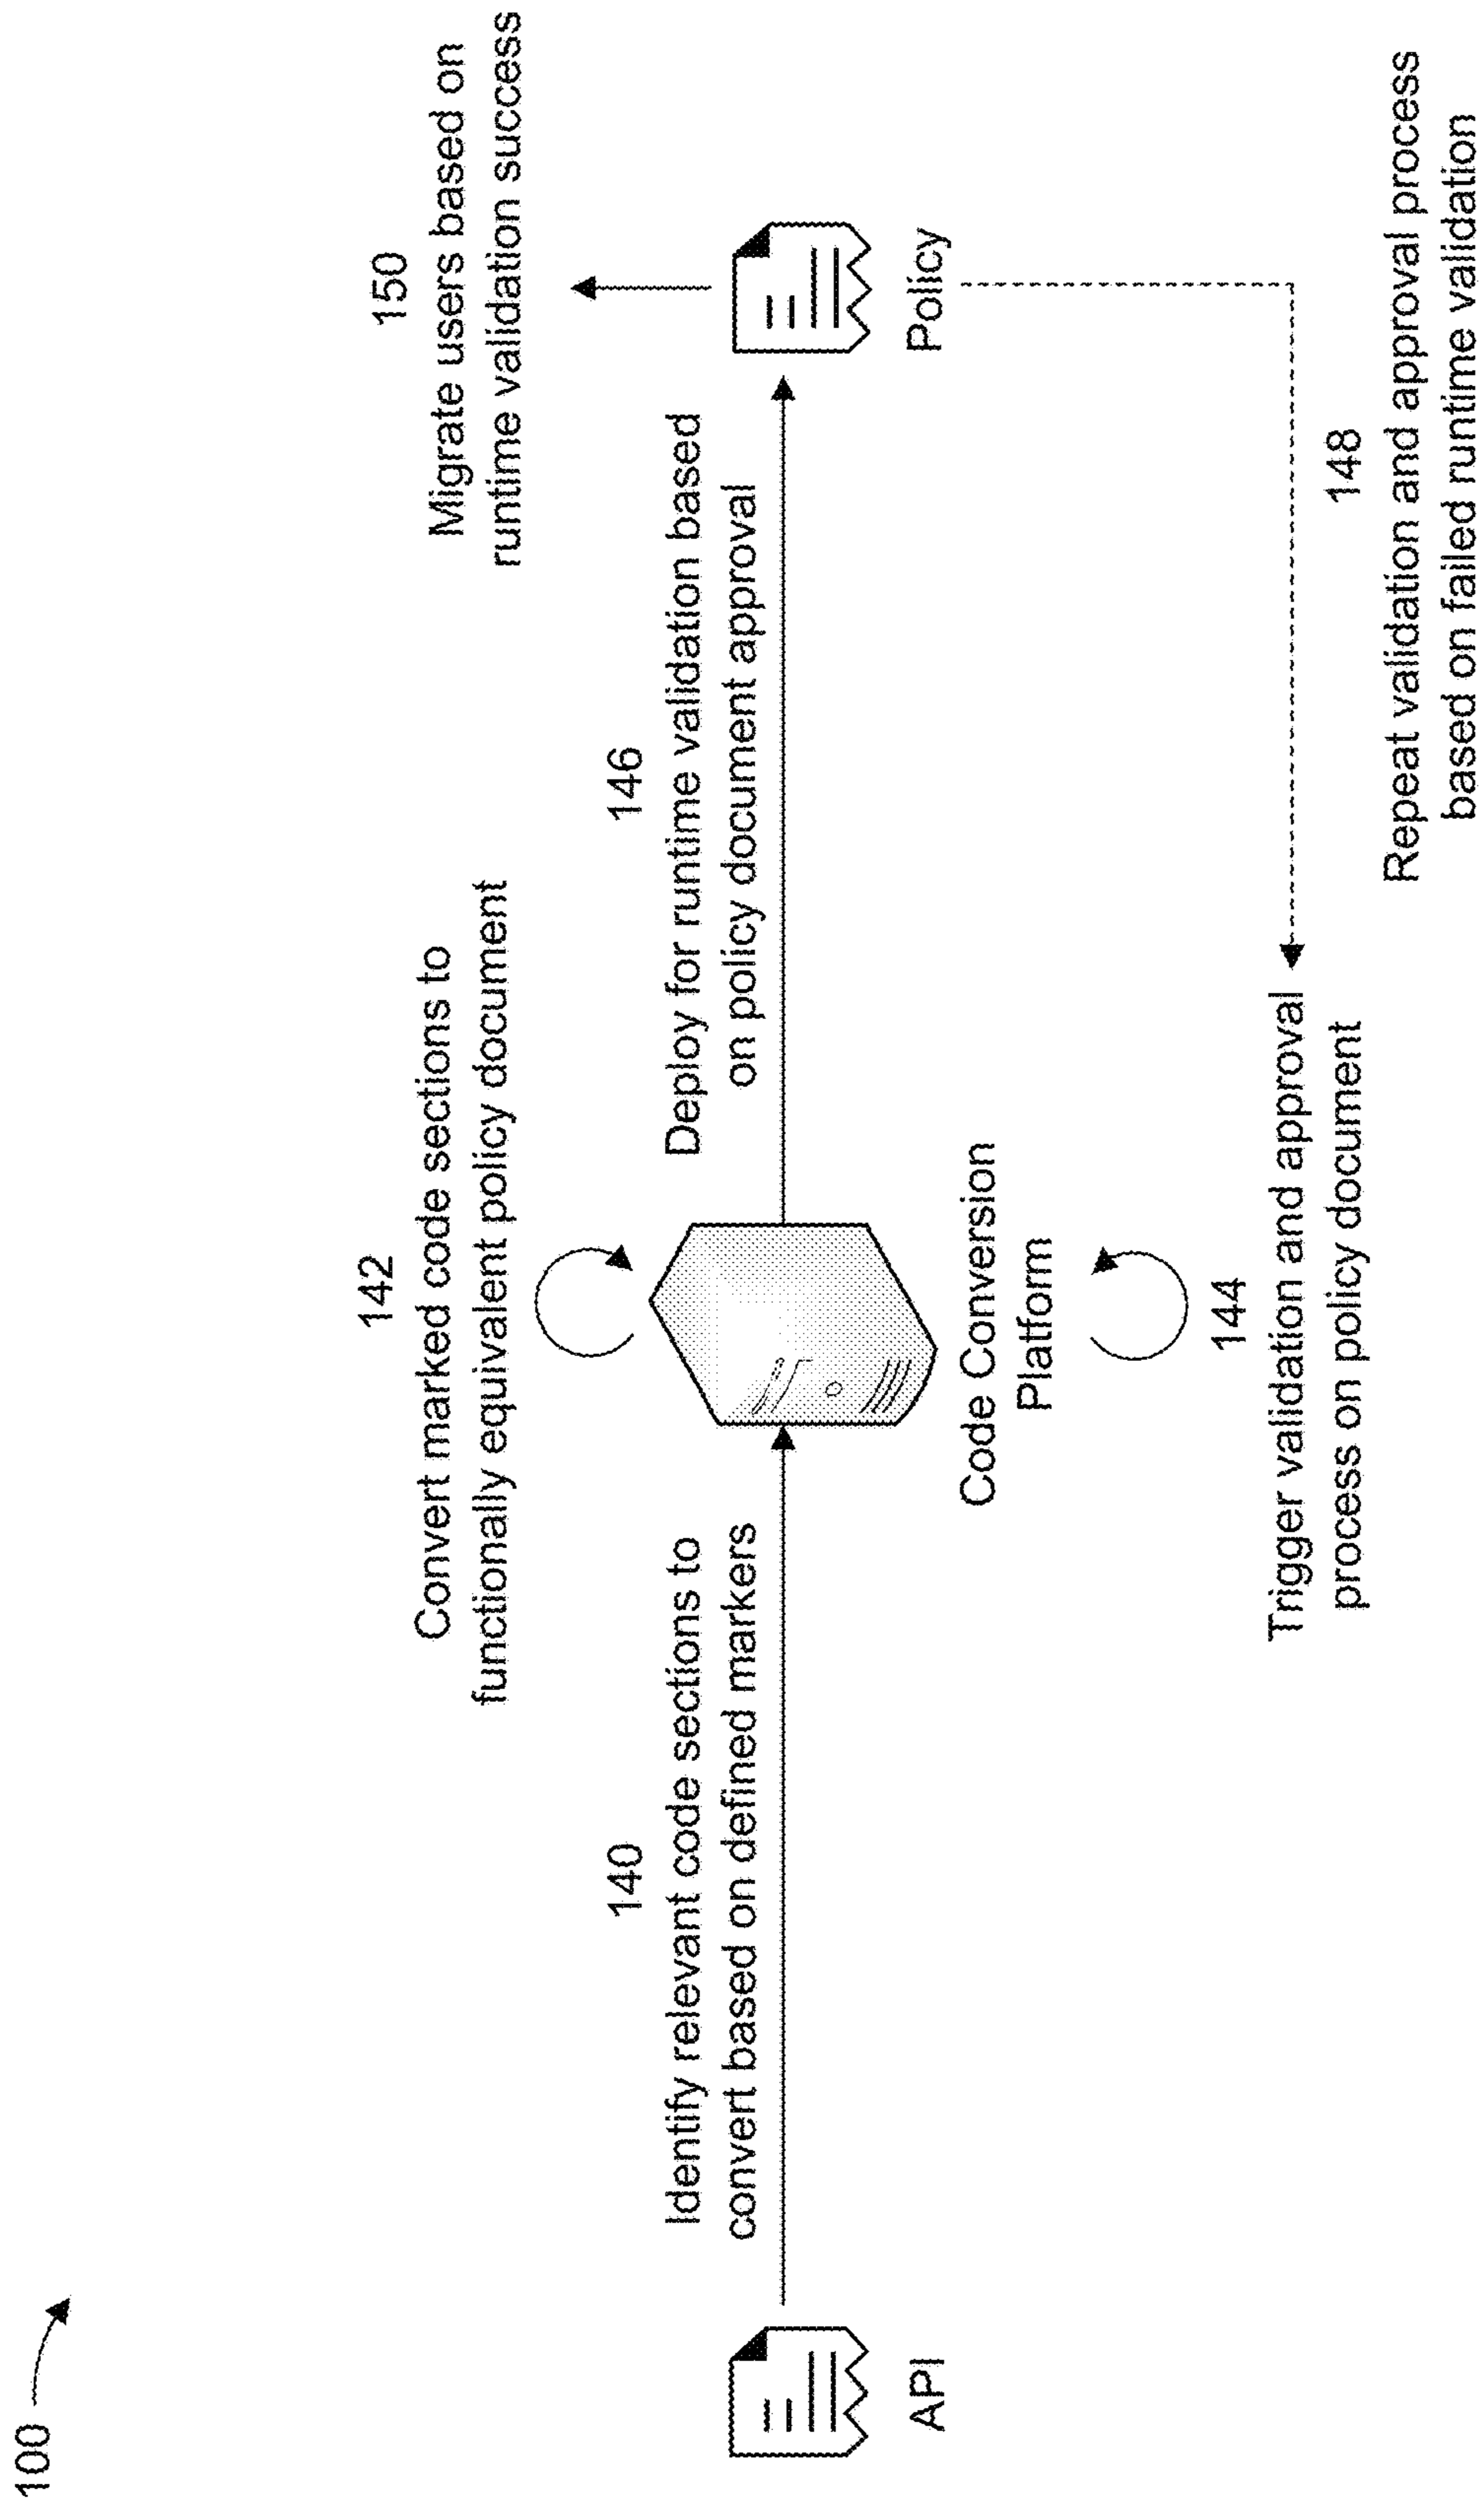 100
150
Migrate users based on
runtime validation success
142
Convert marked code sections to
functionally equivalent policy document
140
Identify relevant code sections to
convert based on defined markers
146
Deploy for runtime validation based
on policy document approval
API
Code Conversion
Platform
Policy
144
Trigger validation and approval
process on policy document
148
Repeat validation and approval process
based on failed runtime validation